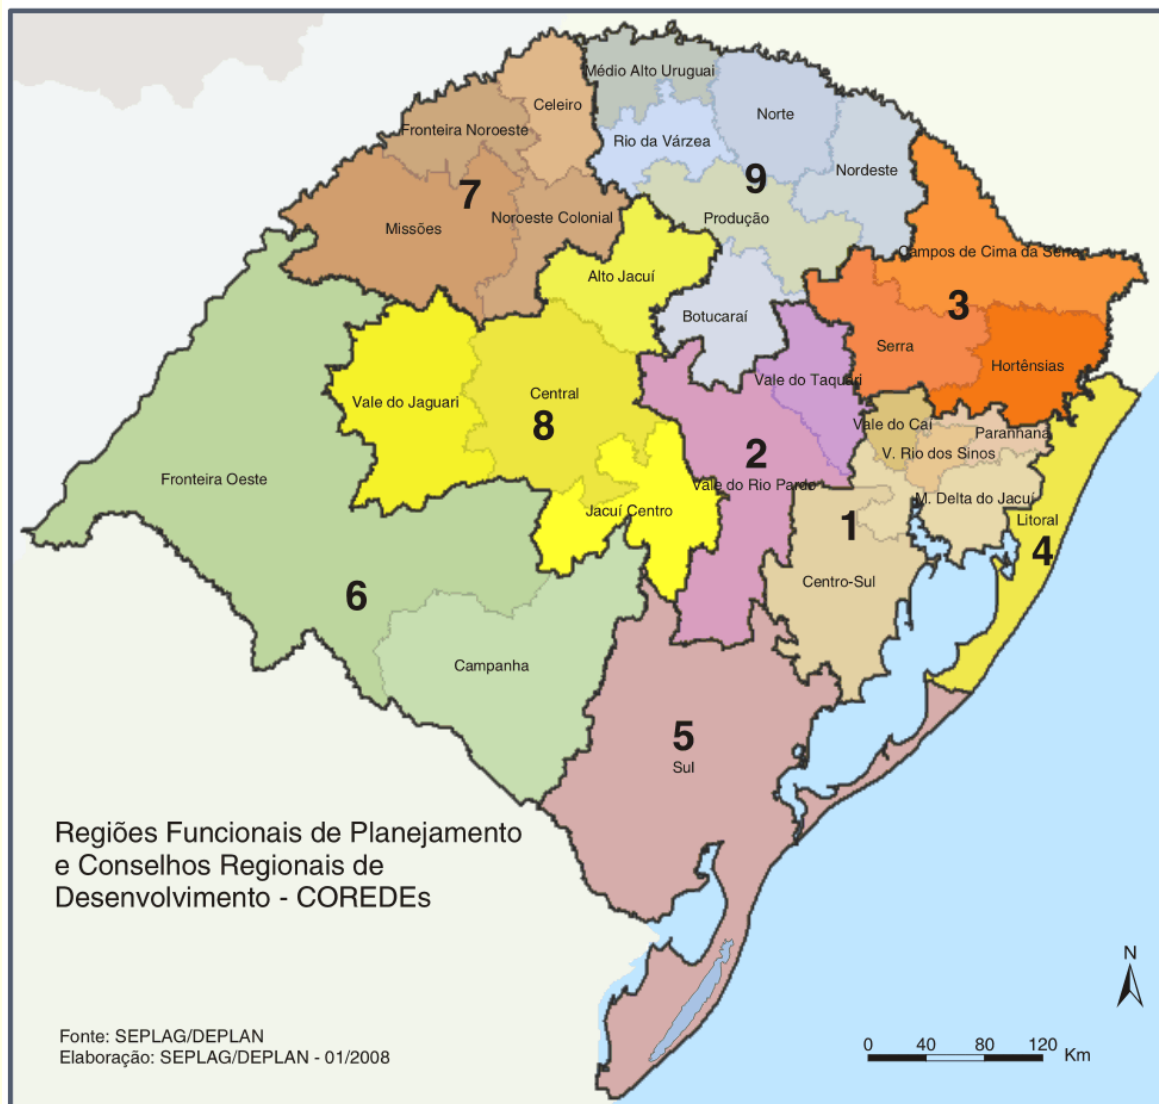 Médio Alto Uruguai
Celeiro
Norte
Fronteira Noroeste
Rio da Várzea
Nordeste
9
7
Noroeste Colonial
Produção
Missões
Campos de Cima da Serra
Alto Jacuí
3
Botucaraí
Serra
Hortênsias
Vale do Taquari
Central
Vale do Jaguari
8
Vale do Caí
Paranhana
2
V. Rio dos Sinos
Fronteira Oeste
Vale do Rio Pardo
M. Delta do Jacuí
Jacuí Centro
Litoral
1
4
Centro-Sul
6
Campanha
5
Sul
Regiões Funcionais de Planejamento
e Conselhos Regionais de
Desenvolvimento - COREDEs
N
Fonte: SEPLAG/DEPLAN
Elaboração: SEPLAG/DEPLAN - 01/2008
0 40 80 120 Km